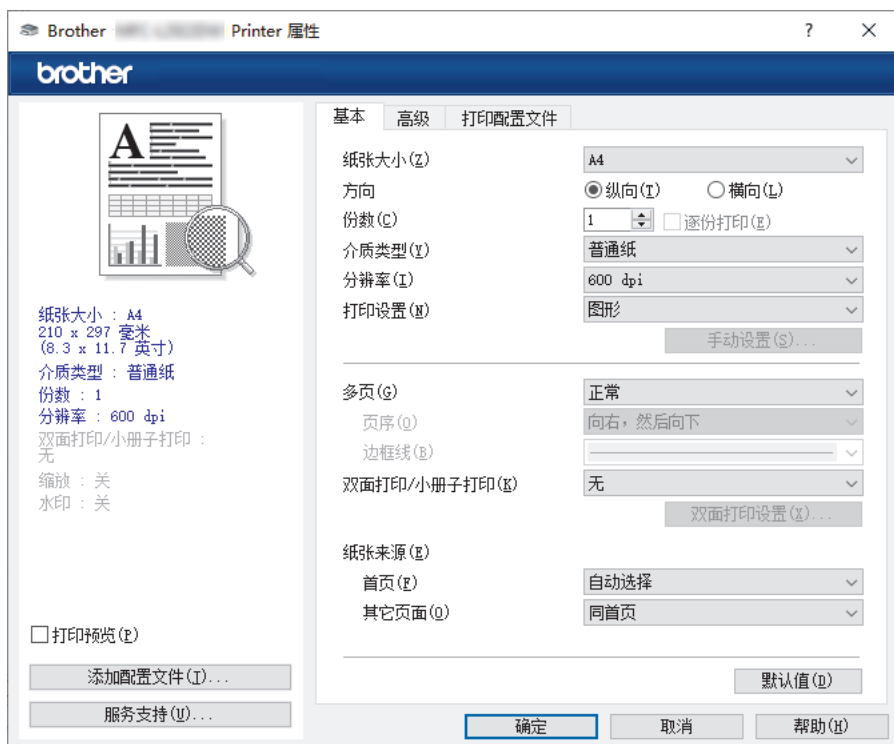 Brother Printer 属性
brother
A
纸张大小 : A4
210 x 297 毫米
(8.3 x 11.7 英寸)
介质类型 : 普通纸
份数 : 1
分辨率 : 600 dpi
双面打印/小册子打印 :
无
缩放 : 关
水印 : 关
打印预览(P)
添加配置文件(I)...
服务支持(U)...
基本 高级 打印配置文件
纸张大小(Z) A4
方向 纵向(T) 横向(L)
份数(C) 1 逐份打印(E)
介质类型(Y) 普通纸
分辨率(I) 600 dpi
打印设置(N) 图形
手动设置(S)...
多页(G) 正常
页序(O) 向右, 然后向下
边框线(B)
双面打印/小册子打印(K) 无
双面打印设置(X)...
纸张来源(E)
首页(F) 自动选择
其它页面(O) 同首页
默认值(D)
确定 取消 帮助(H)